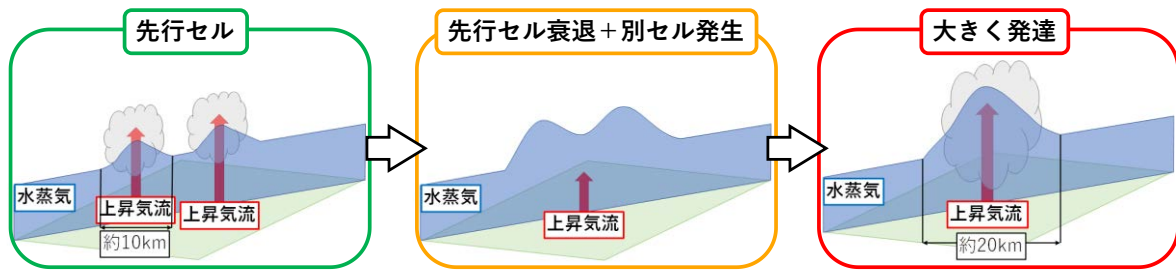 先行セル
水蒸気
上昇気流
上昇気流
約10km
先行セル衰退＋別セル発生
水蒸気
上昇気流
大きく発達
水蒸気
上昇気流
約20km